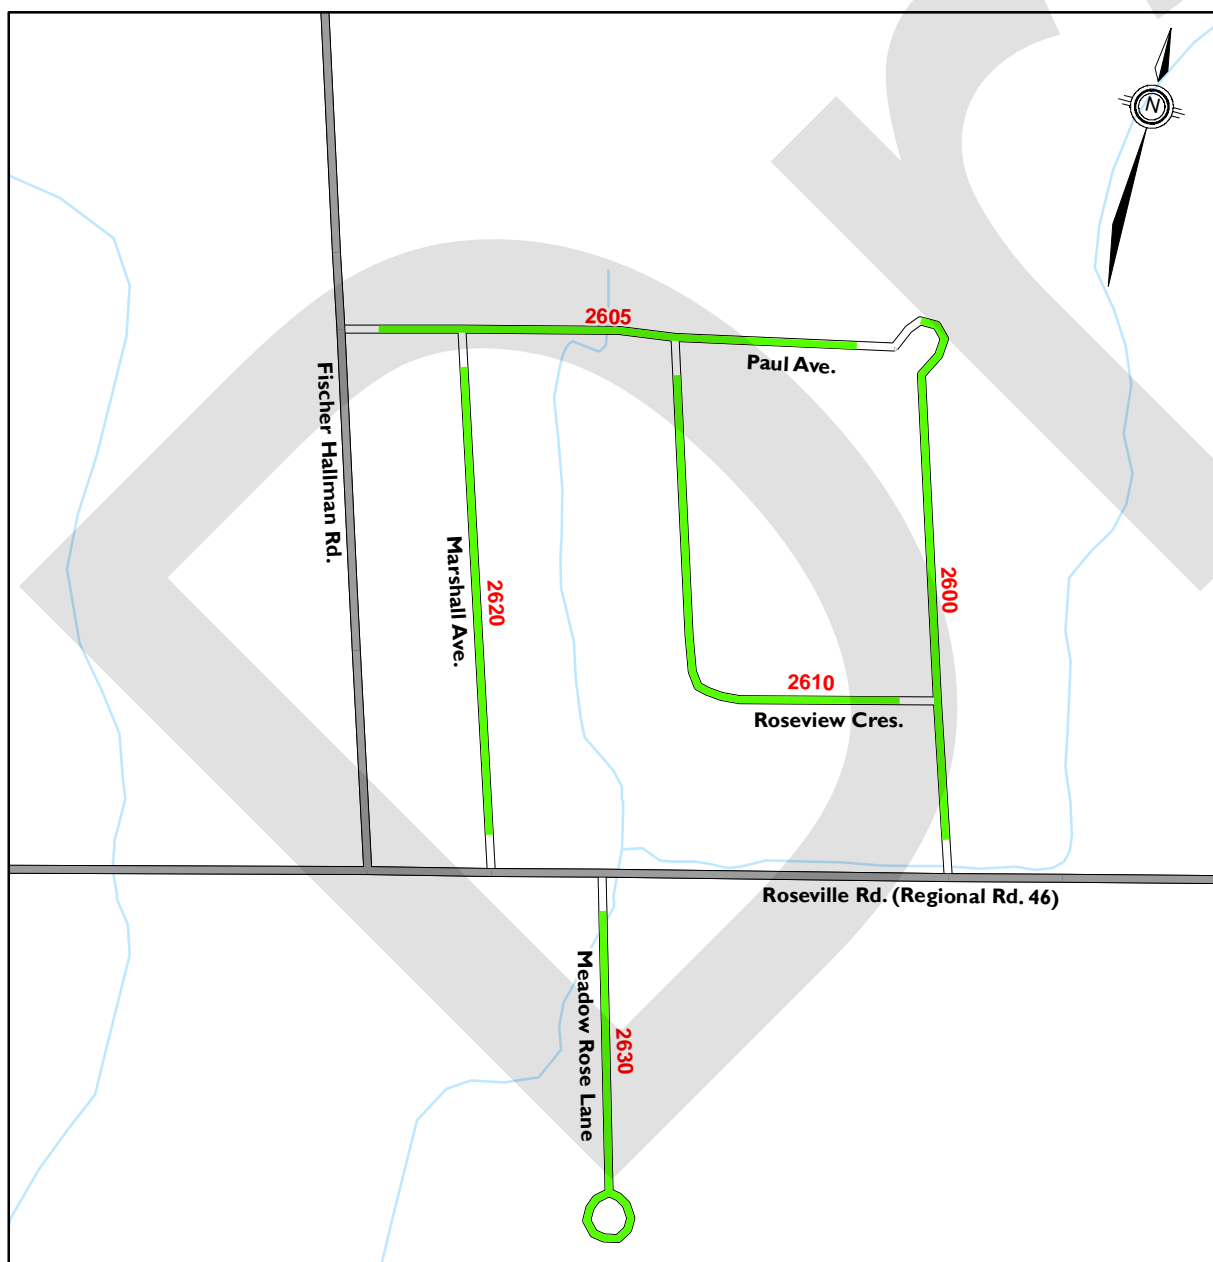 N
2605
Paul Ave.
Fischer Hallman Rd.
Marshall Ave.
2620
2600
2610
Roseview Cres.
Roseville Rd. (Regional Rd. 46)
Meadow Rose Lane
2630